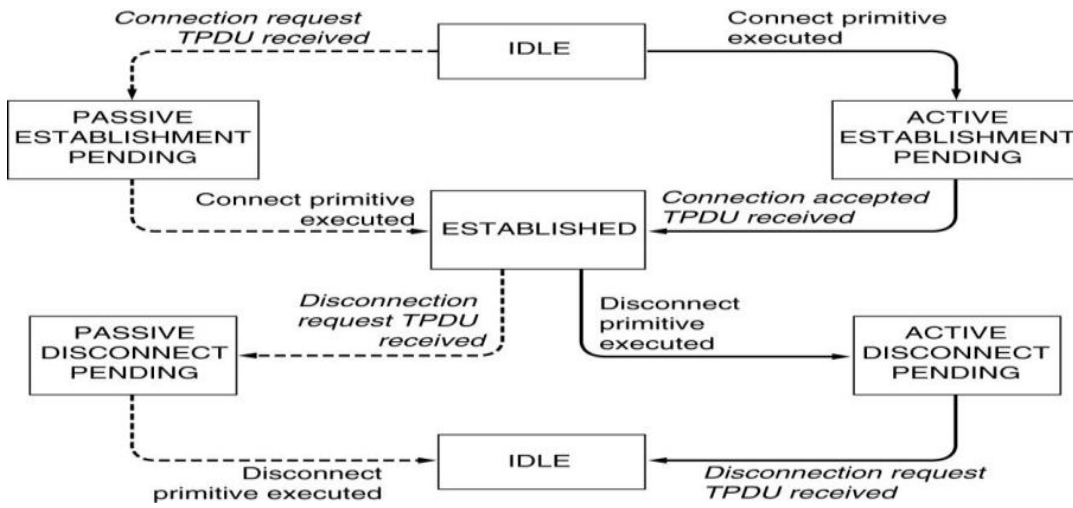 Connection request
TPDU received
IDLE
Connect primitive
executed
PASSIVE
ESTABLISHMENT
PENDING
ACTIVE
ESTABLISHMENT
PENDING
Connect primitive
executed
ESTABLISHED
Connection accepted
TPDU received
Disconnection
request TPDU
received
Disconnect
primitive
executed
PASSIVE
DISCONNECT
PENDING
ACTIVE
DISCONNECT
PENDING
Disconnect
primitive executed
IDLE
Disconnection request
TPDU received